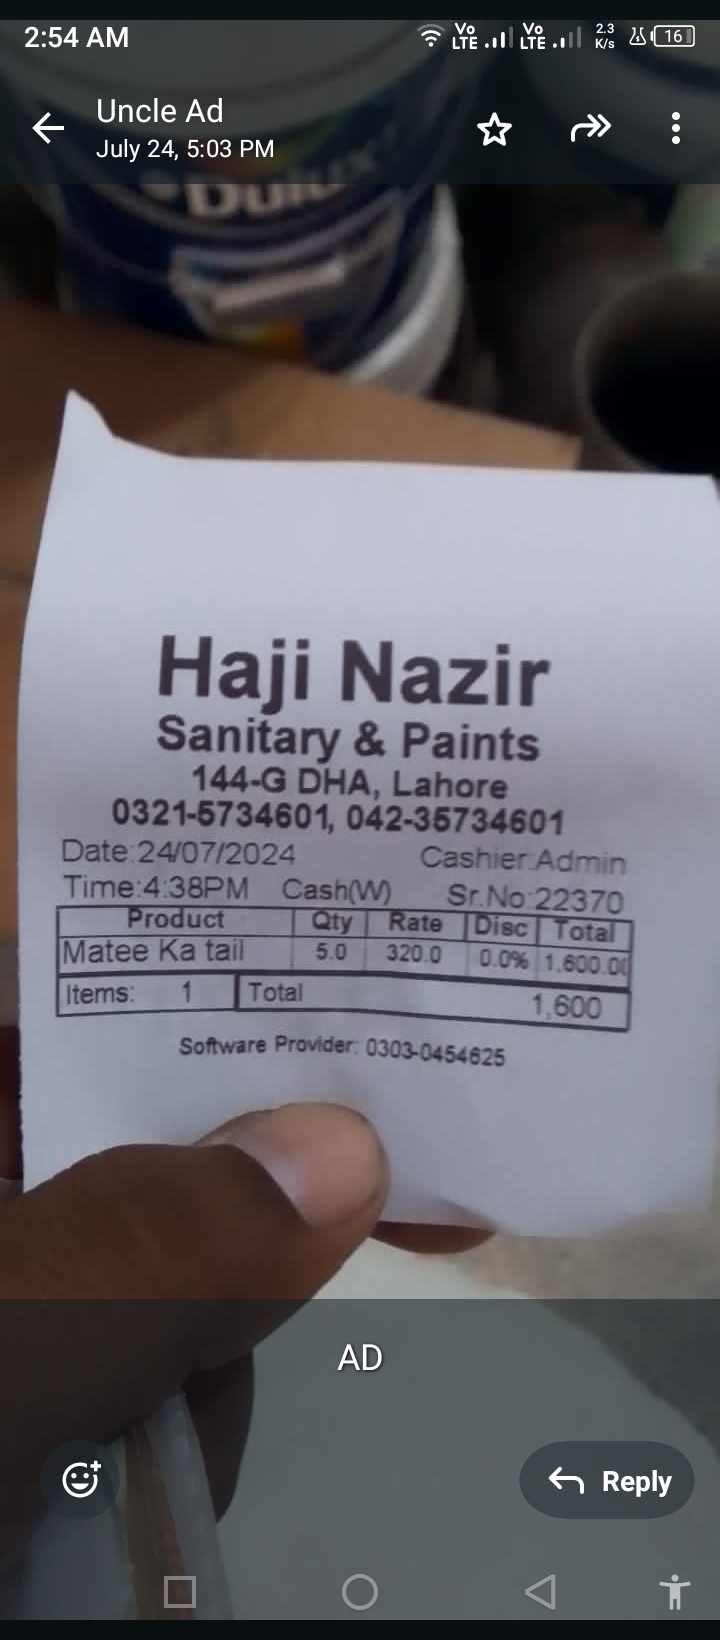 2:54 AM
Vo LTE Vo LTE 2.3 K/s 16
Uncle Ad
July 24, 5:03 PM
Dulux
Haji Nazir
Sanitary & Paints
144-G DHA, Lahore
0321-5734601, 042-35734601
Date:24/07/2024 Cashier:Admin
Time:4:38PM Cash(W) Sr.No:22370
Product Qty Rate Disc Total
Matee Ka tail 5.0 320.0 0.0% 1,600.00
Items: 1 Total 1,600
Software Provider: 0303-0454625
AD
Reply